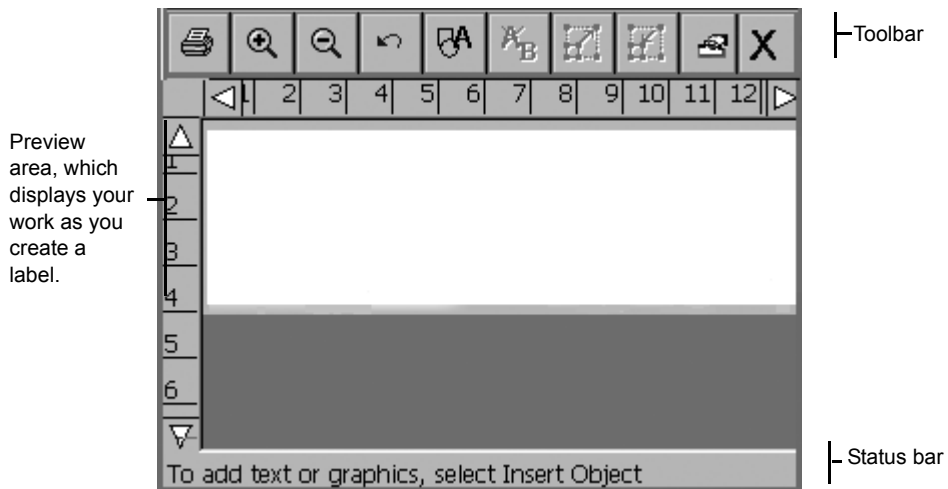 A
A B
X
Toolbar
1 2 3 4 5 6 7 8 9 10 11 12
Preview
area, which
displays your
work as you
create a
label.
1
2
3
4
5
6
To add text or graphics, select Insert Object
Status bar